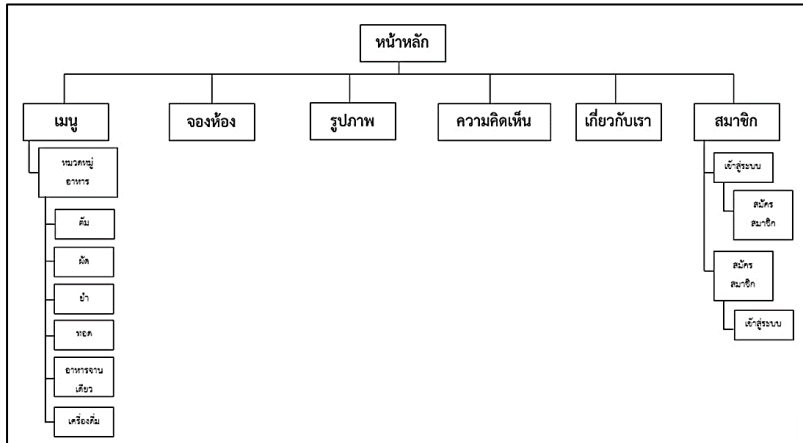 หน้าหลัก
เมนู
จองห้อง
รูปภาพ
ความคิดเห็น
เกี่ยวกับเรา
สมาชิก
หมวดหมู่
อาหาร
ต้ม
ผัด
ยำ
ทอด
อาหารจาน
เดียว
เครื่องดื่ม
เข้าสู่ระบบ
สมัคร
สมาชิก
สมัคร
สมาชิก
เข้าสู่ระบบ